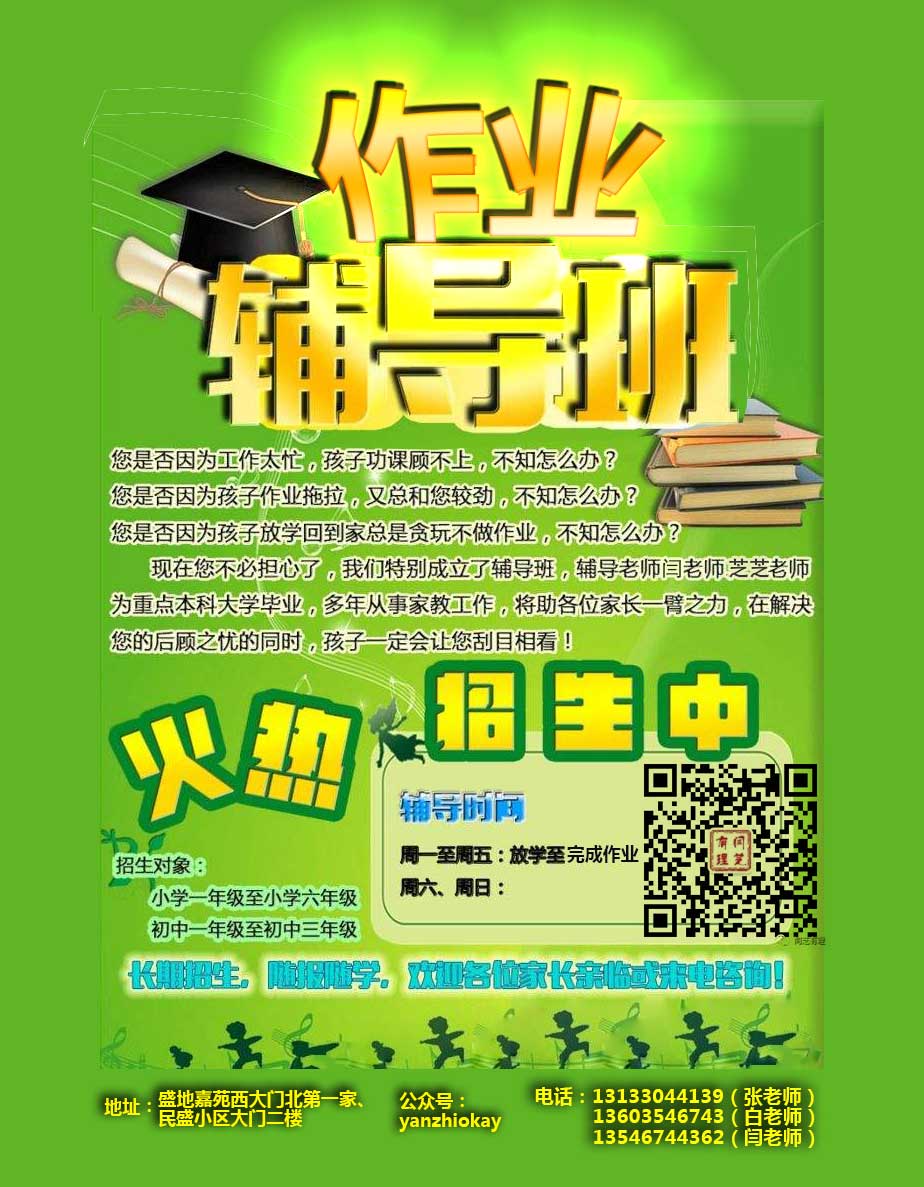 作业
辅导班
您是否因为工作太忙，孩子功课顾不上，不知怎么办？
您是否因为孩子作业拖拉，又总和您较劲，不知怎么办？
您是否因为孩子放学回到家总是贪玩不做作业，不知怎么办？
现在您不必担心了，我们特别成立了辅导班，辅导老师闫老师芝芝老师
为重点本科大学毕业，多年从事家教工作，将助各位家长一臂之力，在解决
您的后顾之忧的同时，孩子一定会让您刮目相看！
火热招生中
辅导时间
周一至周五：放学至完成作业
周六、周日：
有闫
理芝
招生对象：
小学一年级至小学六年级
初中一年级至初中三年级
长期招生，随报随学，欢迎各位家长亲临或来电咨询！
地址：盛地嘉苑西大门北第一家、
民盛小区大门二楼
公众号：
yanzhiokay
电话：13133044139（张老师）
13603546743（白老师）
13546744362（闫老师）